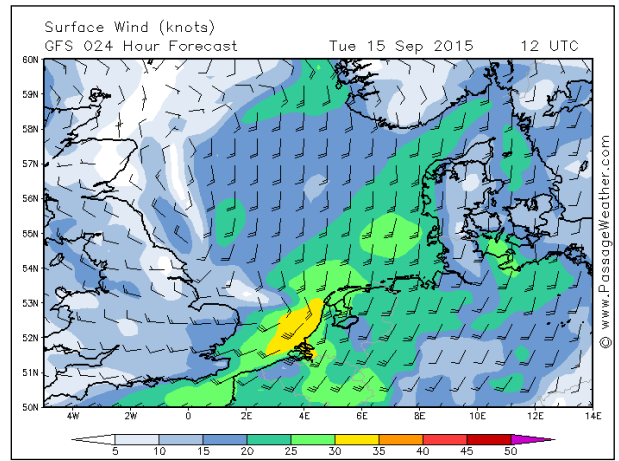 Surface Wind (knots)
GFS 024 Hour Forecast Tue 15 Sep 2015 12 UTC
60N
59N
58N
57N
56N
55N
54N
53N
52N
51N
50N
4W 2W 0 2E 4E 6E 8E 10E 12E 14E
5 10 15 20 25 30 35 40 45 50
© www.PassageWeather.com